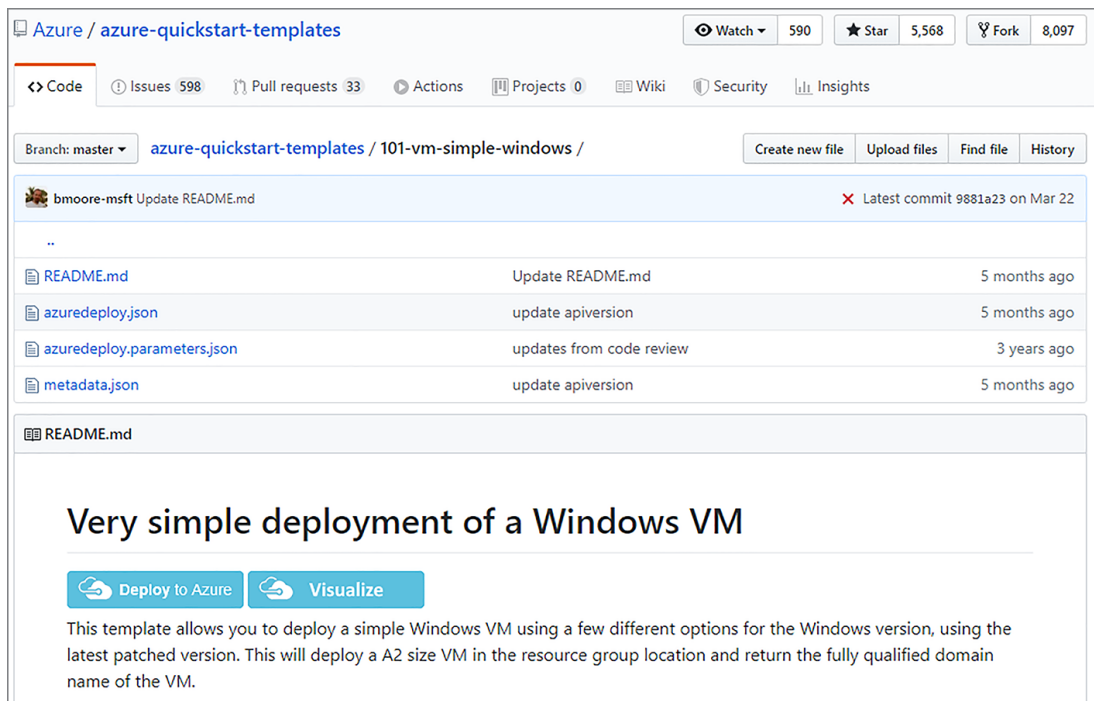 Azure / azure-quickstart-templates Watch 590 Star 5,568 Fork 8,097
Code Issues 598 Pull requests 33 Actions Projects 0 Wiki Security Insights
Branch: master azure-quickstart-templates / 101-vm-simple-windows / Create new file Upload files Find file History
bmoore-msft Update README.md Latest commit 9881a23 on Mar 22
..
README.md Update README.md 5 months ago
azuredeploy.json update apiversion 5 months ago
azuredeploy.parameters.json updates from code review 3 years ago
metadata.json update apiversion 5 months ago
README.md
Very simple deployment of a Windows VM
Deploy to Azure Visualize
This template allows you to deploy a simple Windows VM using a few different options for the Windows version, using the
latest patched version. This will deploy a A2 size VM in the resource group location and return the fully qualified domain
name of the VM.